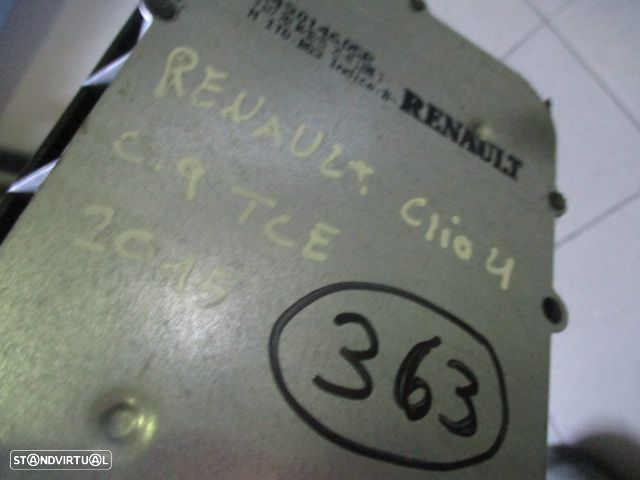 RENAULT
RENAULT Clio 4
0.9 TCE
2015
363
STANDVIRTUAL